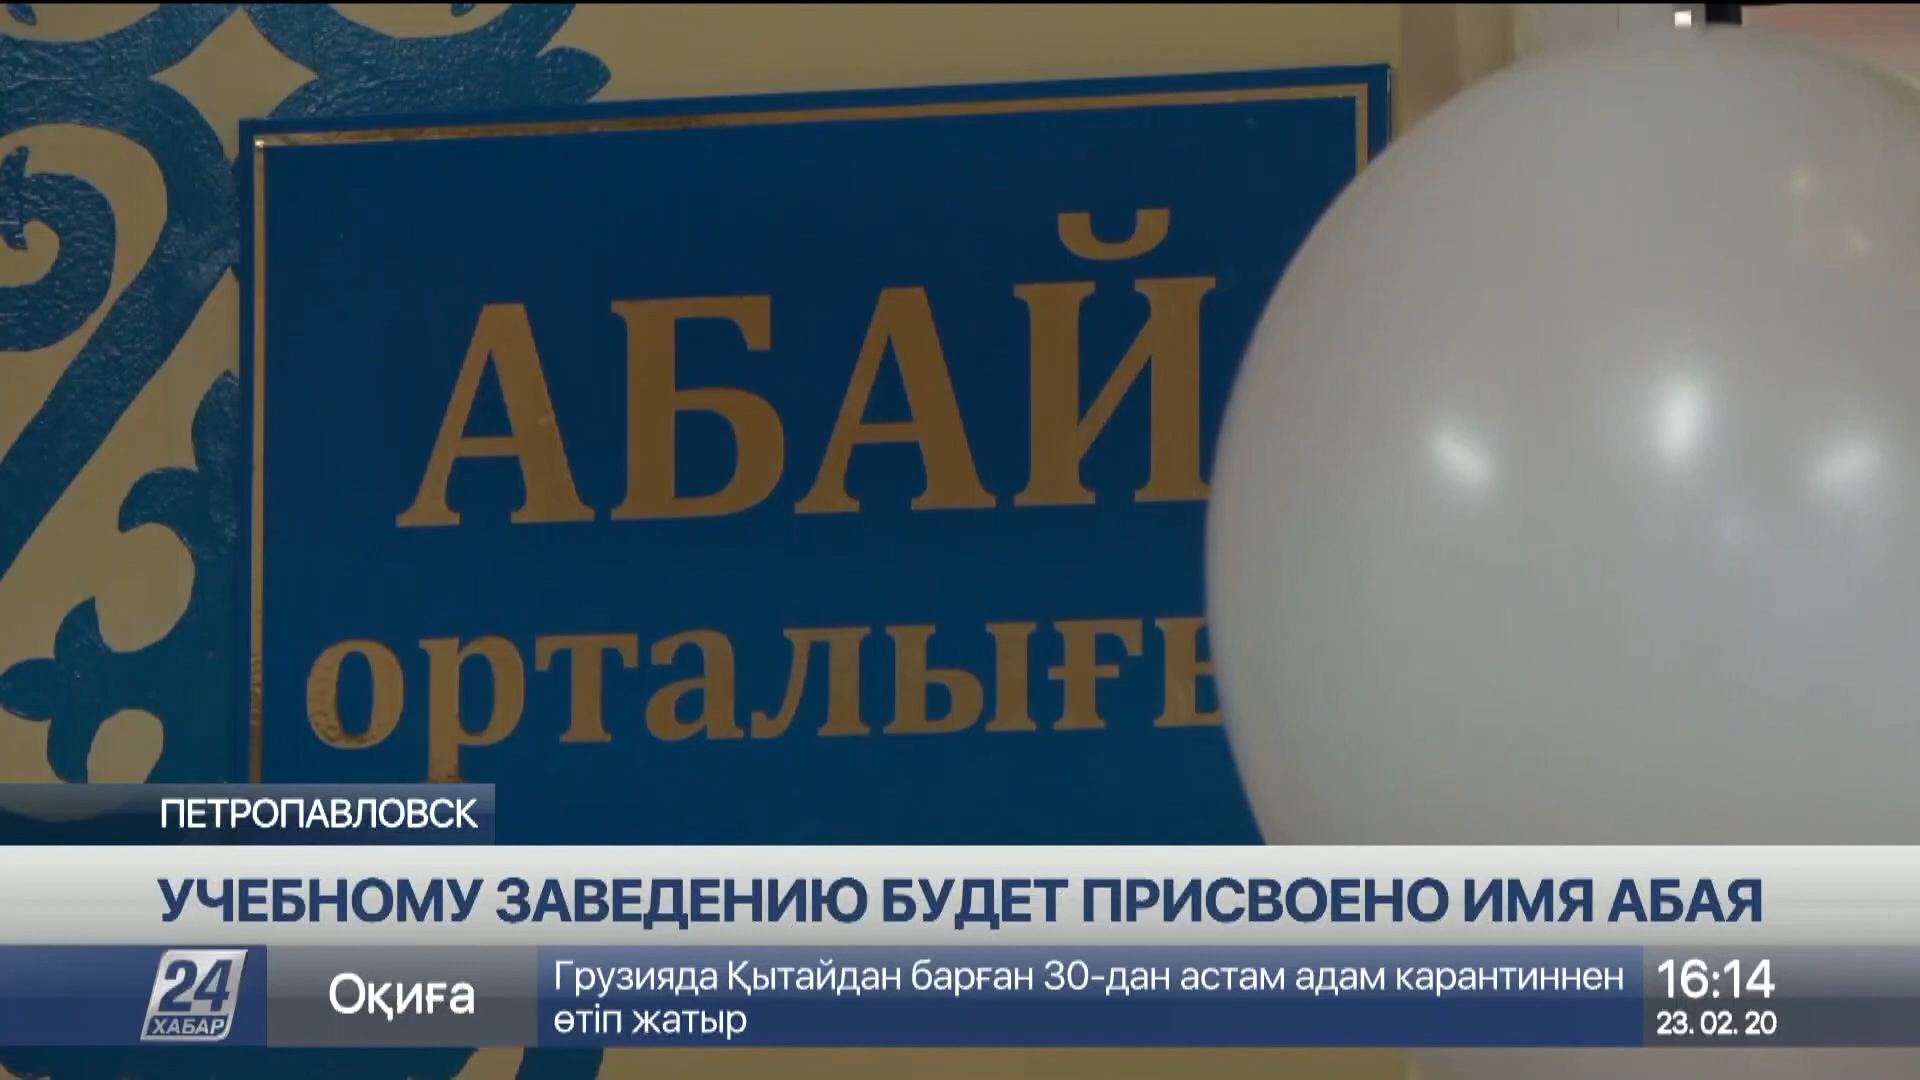 АБАЙ
ПЕТРОПАВЛОВСК
УЧЕБНОМУ ЗАВЕДЕНИЮ БУДЕТ ПРИСВОЕНО ИМЯ АБАЯ
24
ХАБАР
Оқиға
Грузияда Қытайдан барған 30-дан астам адам карантиннен
өтіп жатыр
16:14
23. 02. 20